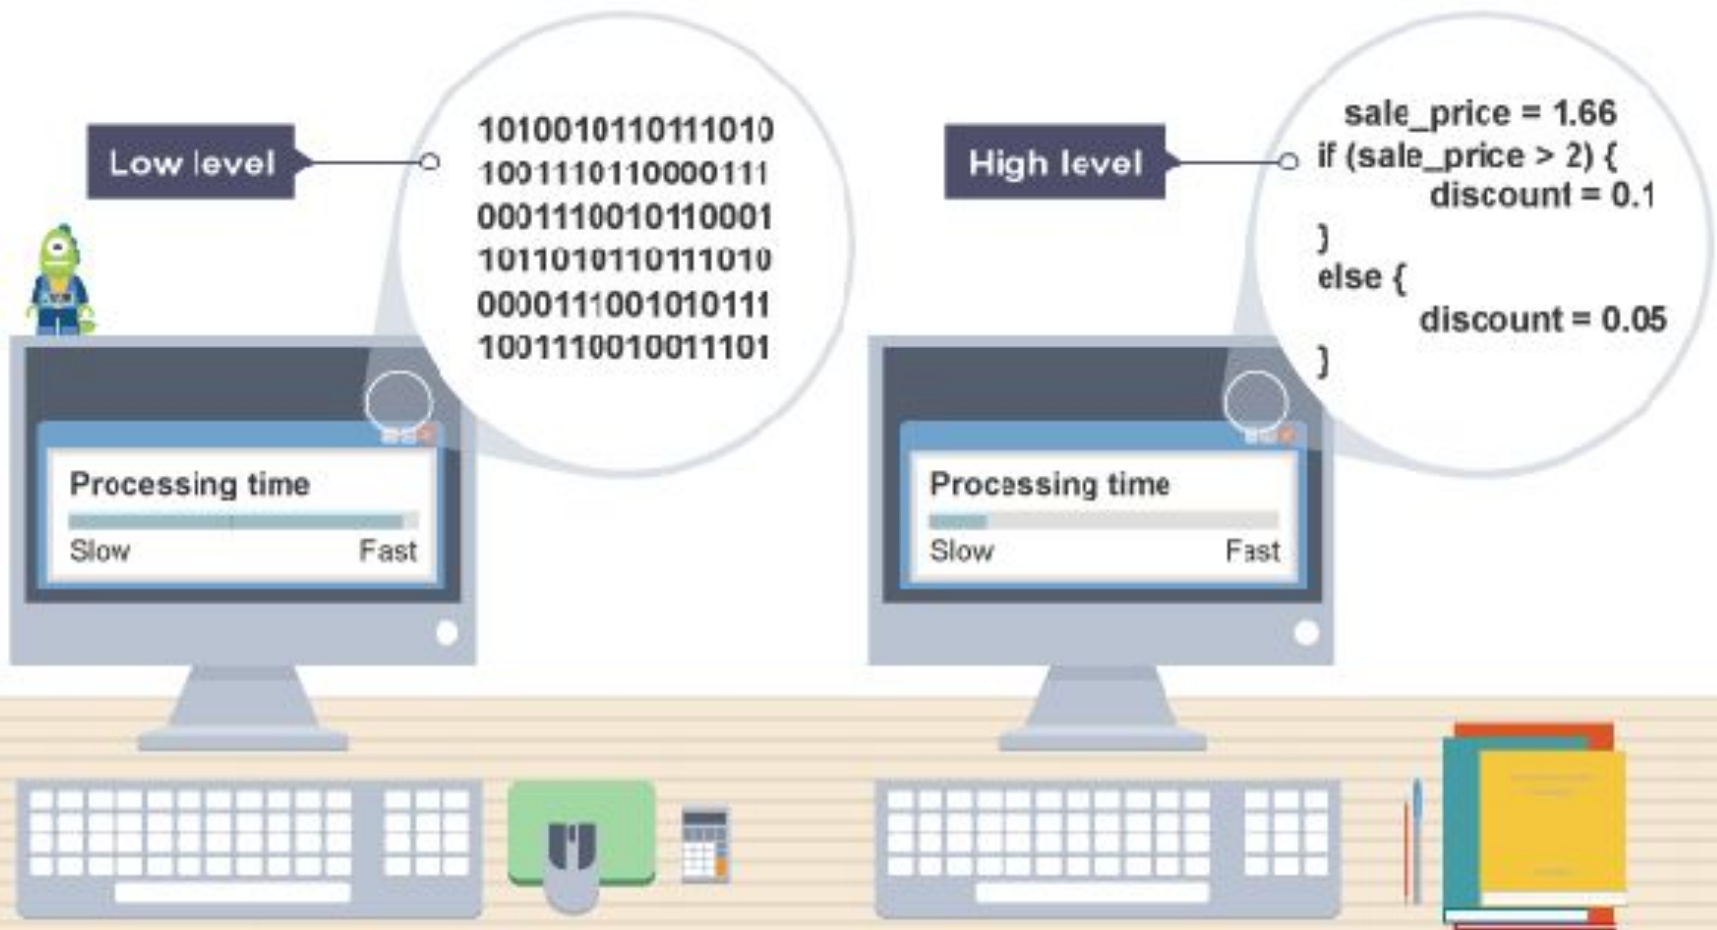 Low level
1010010110111010
1001110110000111
0001110010110001
1011010110111010
0000111001010111
1001110010011101
Processing time
Slow Fast
High level
sale_price = 1.66
if (sale_price > 2) {
discount = 0.1
}
else {
discount = 0.05
}
Processing time
Slow Fast